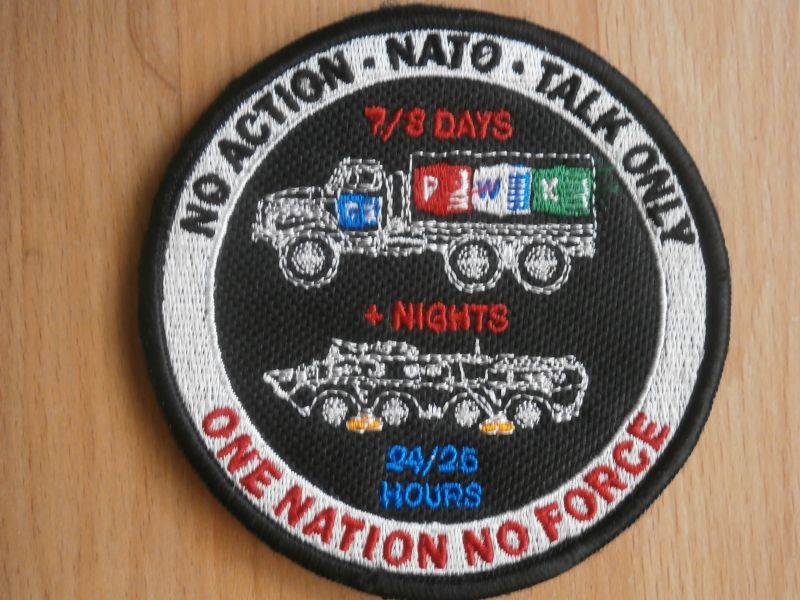 NO ACTION · NATO · TALK ONLY
7/8 DAYS
P W X
+ NIGHTS
24/25
HOURS
ONE NATION NO FORCE